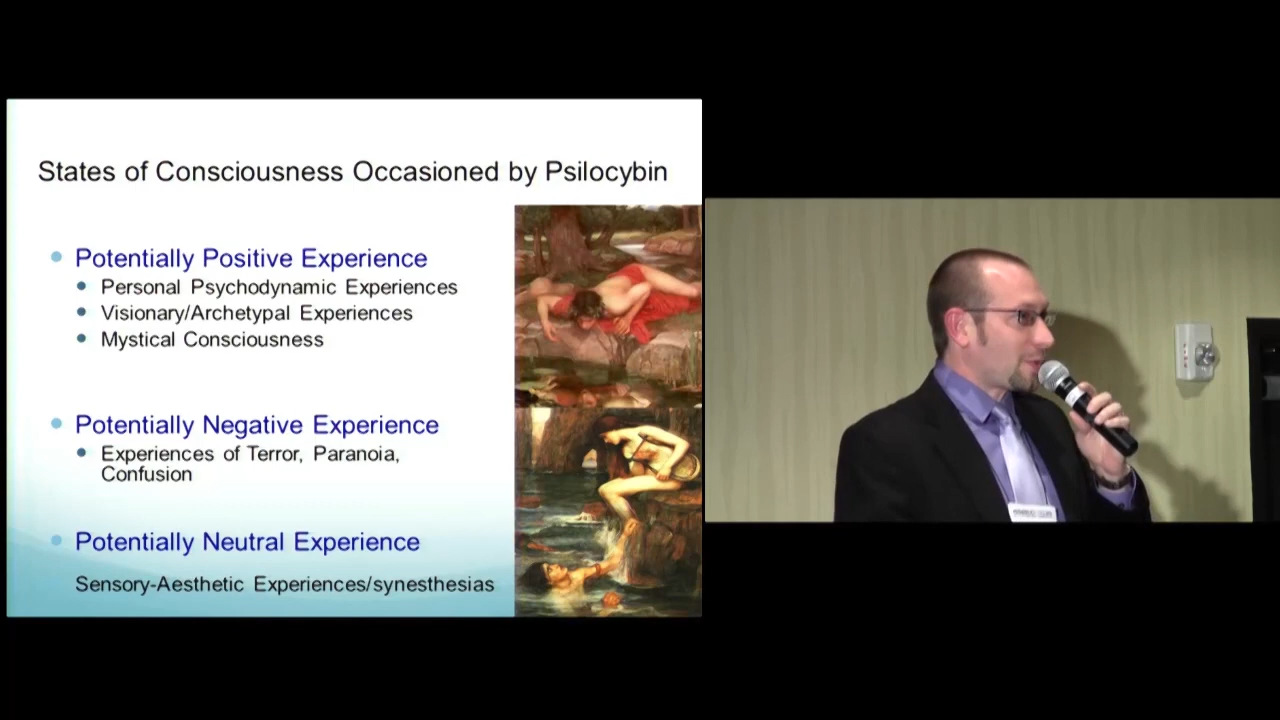 States of Consciousness Occasioned by Psilocybin
Potentially Positive Experience
Personal Psychodynamic Experiences
Visionary/Archetypal Experiences
Mystical Consciousness
Potentially Negative Experience
Experiences of Terror, Paranoia,
Confusion
Potentially Neutral Experience
Sensory-Aesthetic Experiences/synesthesias